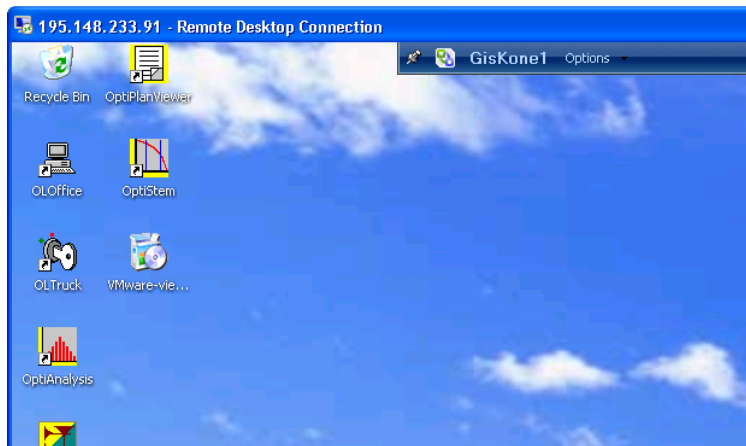 195.148.233.91 - Remote Desktop Connection
GisKone1 Options
Recycle Bin OptiPlanViewer
OLOffice OptiStem
OLTruck VMware-vie...
OptiAnalysis